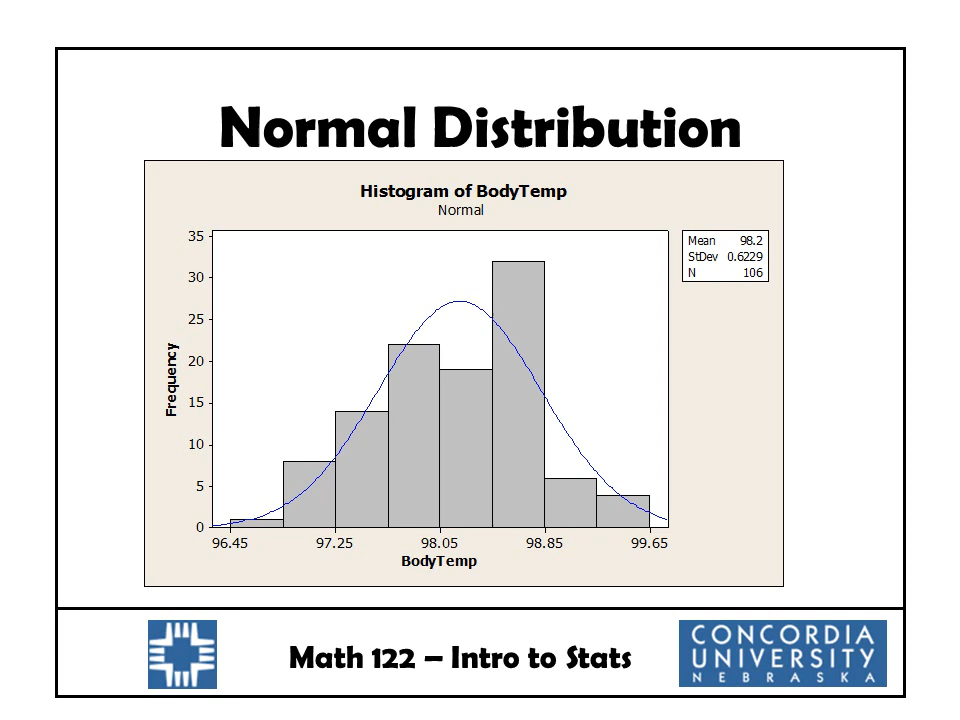 Normal Distribution
Histogram of BodyTemp
Normal
Mean 98.2
StDev 0.6229
N 106
35
30
25
20
15
10
5
0
Frequency
96.45 97.25 98.05 98.85 99.65
BodyTemp
Math 122 – Intro to Stats
CONCORDIA
UNIVERSITY
NEBRASKA